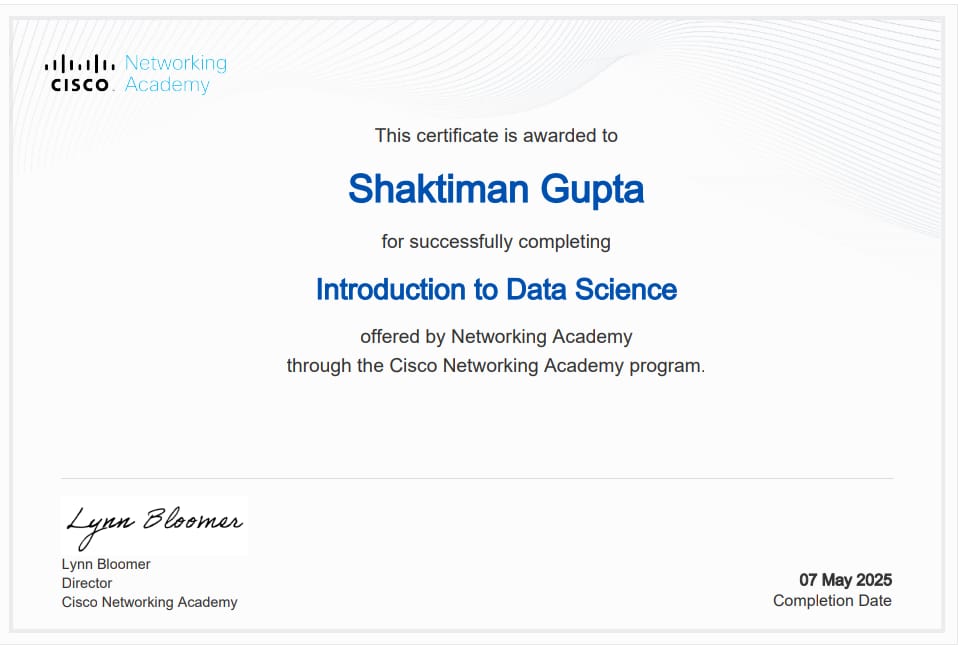 Networking
CISCO. Academy
This certificate is awarded to
Shaktiman Gupta
for successfully completing
Introduction to Data Science
offered by Networking Academy
through the Cisco Networking Academy program.
Lynn Bloomer
Lynn Bloomer
Director
Cisco Networking Academy
07 May 2025
Completion Date